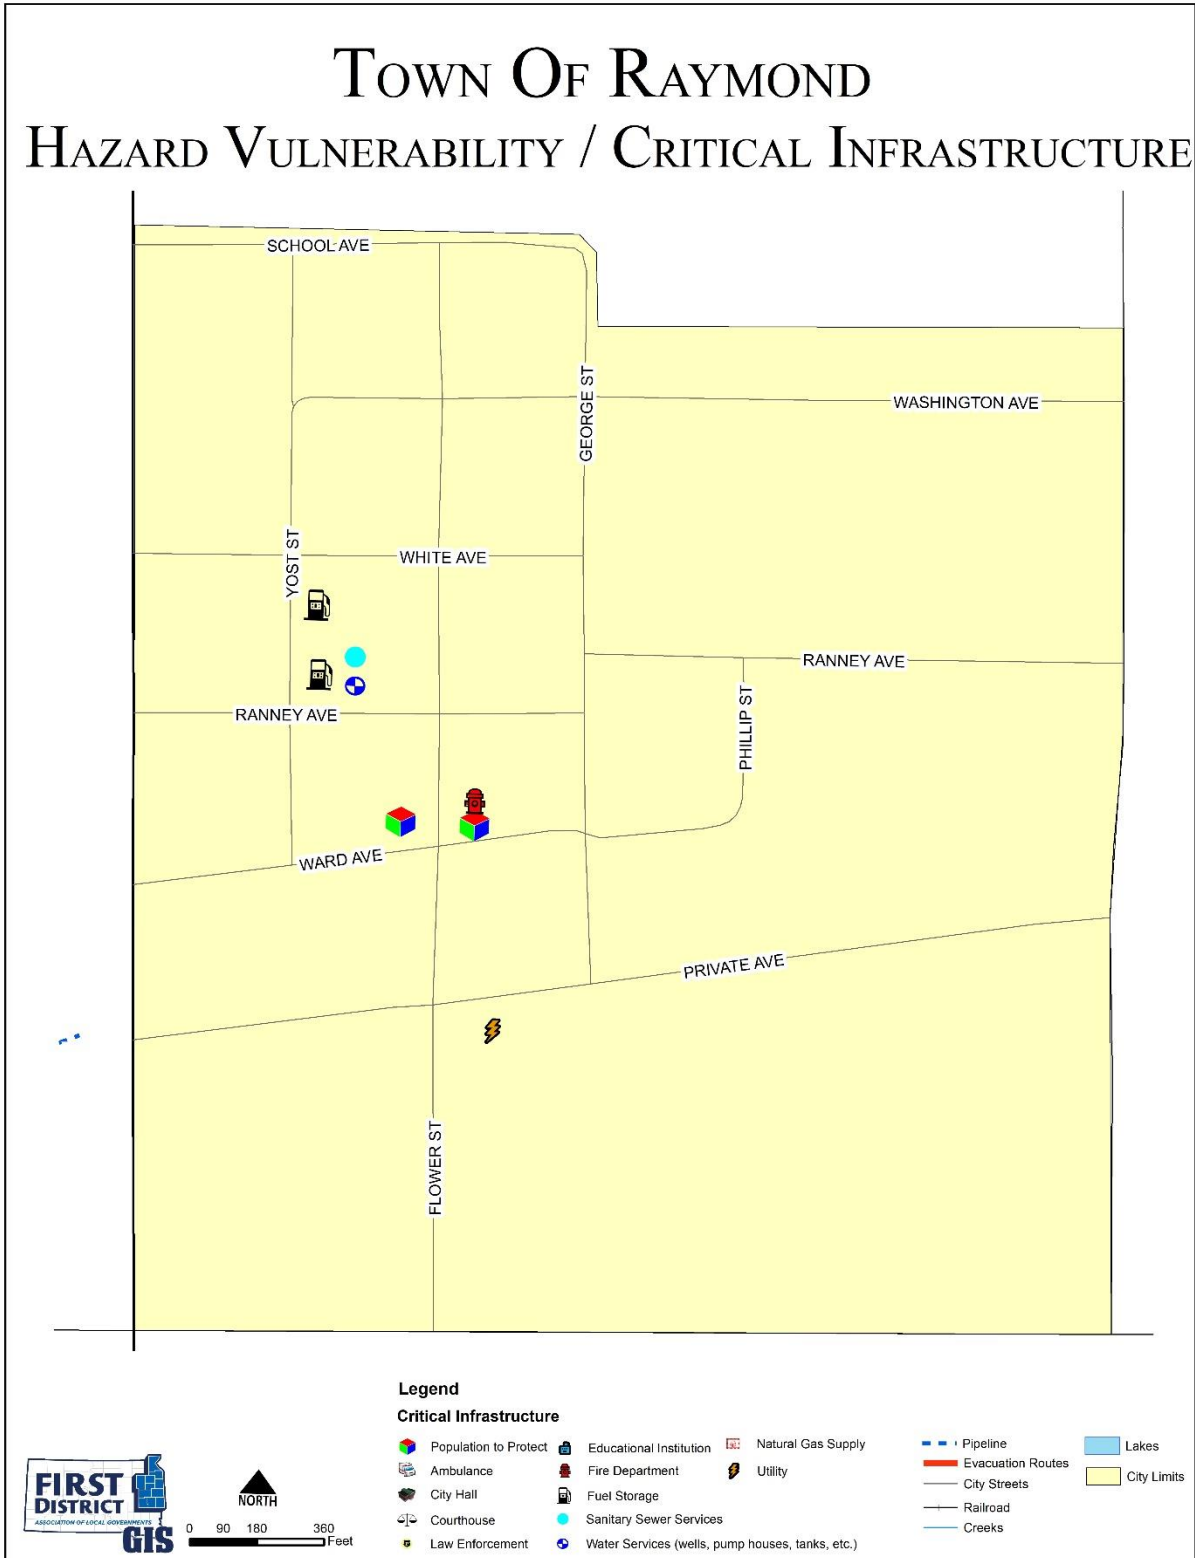 TOWN OF RAYMOND
HAZARD VULNERABILITY / CRITICAL INFRASTRUCTURE
SCHOOL AVE
GEORGE ST
WASHINGTON AVE
YOST ST
WHITE AVE
RANNEY AVE
RANNEY AVE
PHILLIP ST
WARD AVE
PRIVATE AVE
FLOWER ST
Legend
Critical Infrastructure
Population to Protect
Ambulance
City Hall
Courthouse
Law Enforcement
Educational Institution
Fire Department
Fuel Storage
Sanitary Sewer Services
Water Services (wells, pump houses, tanks, etc.)
Natural Gas Supply
Utility
Pipeline
Evacuation Routes
City Streets
Railroad
Creeks
Lakes
City Limits
FIRST
DISTRICT
ASSOCIATION OF LOCAL GOVERNMENTS
GIS
NORTH
0 90 180 360
Feet